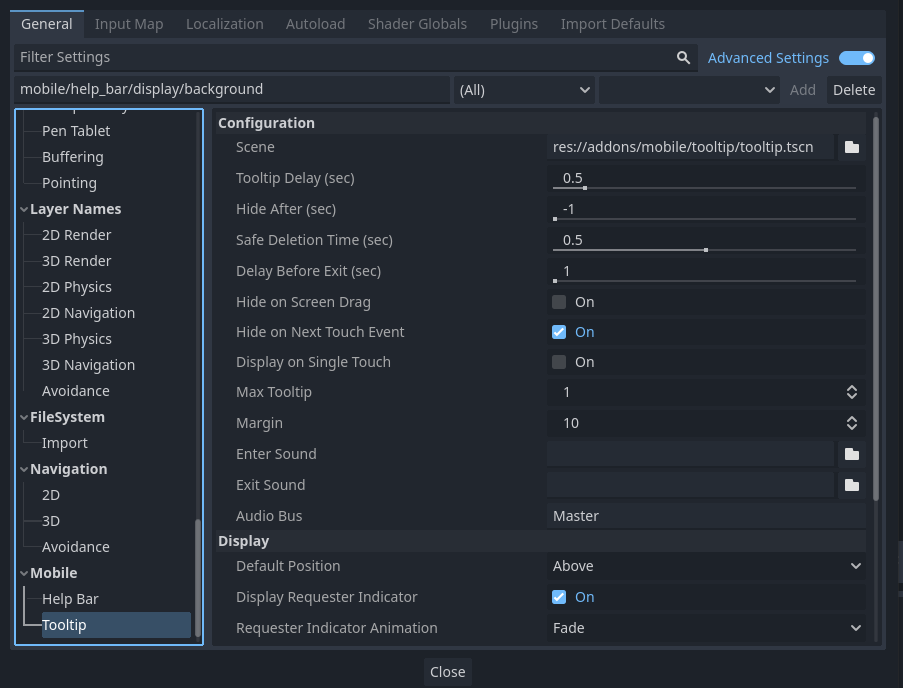 General Input Map Localization Autoload Shader Globals Plugins Import Defaults
Filter Settings Advanced Settings
mobile/help_bar/display/background (All) Add Delete
Pen Tablet
Buffering
Pointing
Layer Names
2D Render
3D Render
2D Physics
2D Navigation
3D Physics
3D Navigation
Avoidance
FileSystem
Import
Navigation
2D
3D
Avoidance
Mobile
Help Bar
Tooltip
Configuration
Scene res://addons/mobile/tooltip/tooltip.tscn
Tooltip Delay (sec) 0.5
Hide After (sec) -1
Safe Deletion Time (sec) 0.5
Delay Before Exit (sec) 1
Hide on Screen Drag On
Hide on Next Touch Event On
Display on Single Touch On
Max Tooltip 1
Margin 10
Enter Sound
Exit Sound
Audio Bus Master
Display
Default Position Above
Display Requester Indicator On
Requester Indicator Animation Fade
Close